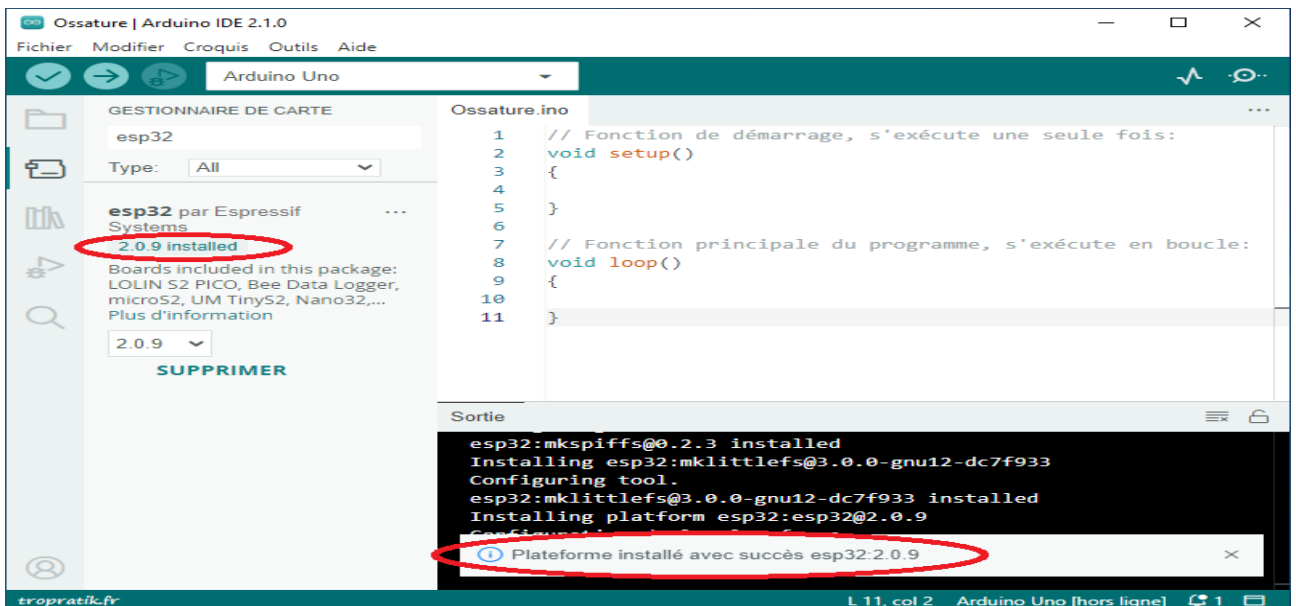 Ossature | Arduino IDE 2.1.0
Fichier Modifier Croquis Outils Aide
Arduino Uno
GESTIONNAIRE DE CARTE
esp32
Type: All
esp32 par Espressif
Systems
2.0.9 installed
Boards included in this package:
LOLIN S2 PICO, Bee Data Logger,
microS2, UM TinyS2, Nano32,...
Plus d'information
2.0.9
SUPPRIMER
Ossature.ino
1 // Fonction de démarrage, s'exécute une seule fois:
2 void setup()
3 {
4
5 }
6
7 // Fonction principale du programme, s'exécute en boucle:
8 void loop()
9 {
10
11 }
Sortie
esp32:mkspiffs@0.2.3 installed
Installing esp32:mklittlefs@3.0.0-gnu12-dc7f933
Configuring tool.
esp32:mklittlefs@3.0.0-gnu12-dc7f933 installed
Installing platform esp32:esp32@2.0.9
Plateforme installé avec succès esp32:2.0.9
tropratik.fr
L 11, col 2 Arduino Uno [hors ligne] 1